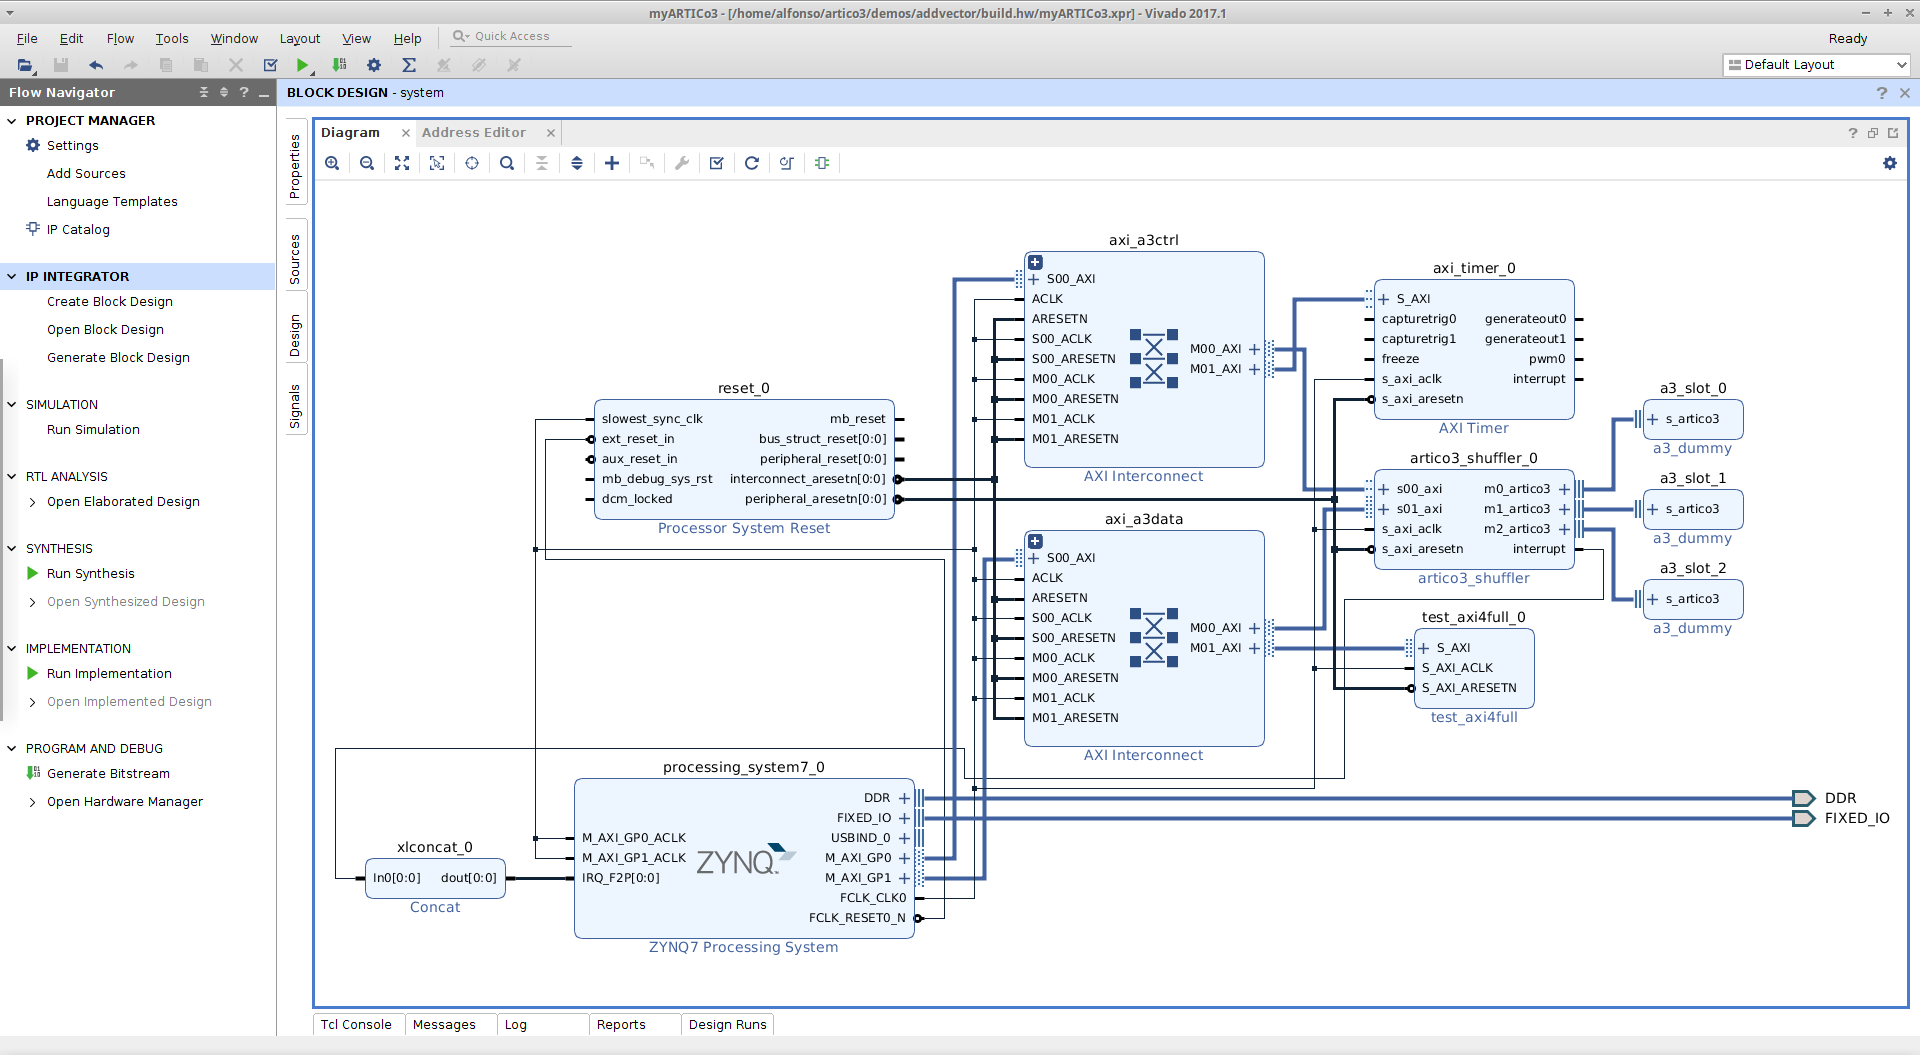 myARTICo3 - [/home/alfonso/artico3/demos/addvector/build.hw/myARTICo3.xpr] - Vivado 2017.1
File Edit Flow Tools Window Layout View Help Quick Access Ready
Default Layout
Flow Navigator
PROJECT MANAGER
Settings
Add Sources
Language Templates
IP Catalog
IP INTEGRATOR
Create Block Design
Open Block Design
Generate Block Design
SIMULATION
Run Simulation
RTL ANALYSIS
Open Elaborated Design
SYNTHESIS
Run Synthesis
Open Synthesized Design
IMPLEMENTATION
Run Implementation
Open Implemented Design
PROGRAM AND DEBUG
Generate Bitstream
Open Hardware Manager
BLOCK DESIGN - system
Properties
Sources
Design
Signals
Diagram
Address Editor
reset_0
slowest_sync_clk mb_reset
ext_reset_in bus_struct_reset[0:0]
aux_reset_in peripheral_reset[0:0]
mb_debug_sys_rst interconnect_aresetn[0:0]
dcm_locked peripheral_aresetn[0:0]
Processor System Reset
axi_a3ctrl
S00_AXI
ACLK
ARESETN
S00_ACLK
S00_ARESETN
M00_ACLK
M00_ARESETN
M01_ACLK
M01_ARESETN
M00_AXI
M01_AXI
AXI Interconnect
axi_a3data
S00_AXI
ACLK
ARESETN
S00_ACLK
S00_ARESETN
M00_ACLK
M00_ARESETN
M01_ACLK
M01_ARESETN
M00_AXI
M01_AXI
AXI Interconnect
axi_timer_0
S_AXI
capturetrig0 generateout0
capturetrig1 generateout1
freeze pwm0
s_axi_aclk interrupt
s_axi_aresetn
AXI Timer
artico3_shuffler_0
s00_axi m0_artico3
s01_axi m1_artico3
s_axi_aclk m2_artico3
s_axi_aresetn interrupt
artico3_shuffler
a3_slot_0
s_artico3
a3_dummy
a3_slot_1
s_artico3
a3_dummy
a3_slot_2
s_artico3
a3_dummy
test_axi4full_0
S_AXI
S_AXI_ACLK
S_AXI_ARESETN
test_axi4full
xlconcat_0
In0[0:0] dout[0:0]
Concat
processing_system7_0
M_AXI_GP0_ACLK
M_AXI_GP1_ACLK
IRQ_F2P[0:0]
ZYNQ
DDR
FIXED_IO
USBIND_0
M_AXI_GP0
M_AXI_GP1
FCLK_CLK0
FCLK_RESET0_N
ZYNQ7 Processing System
DDR
FIXED_IO
Tcl Console Messages Log Reports Design Runs